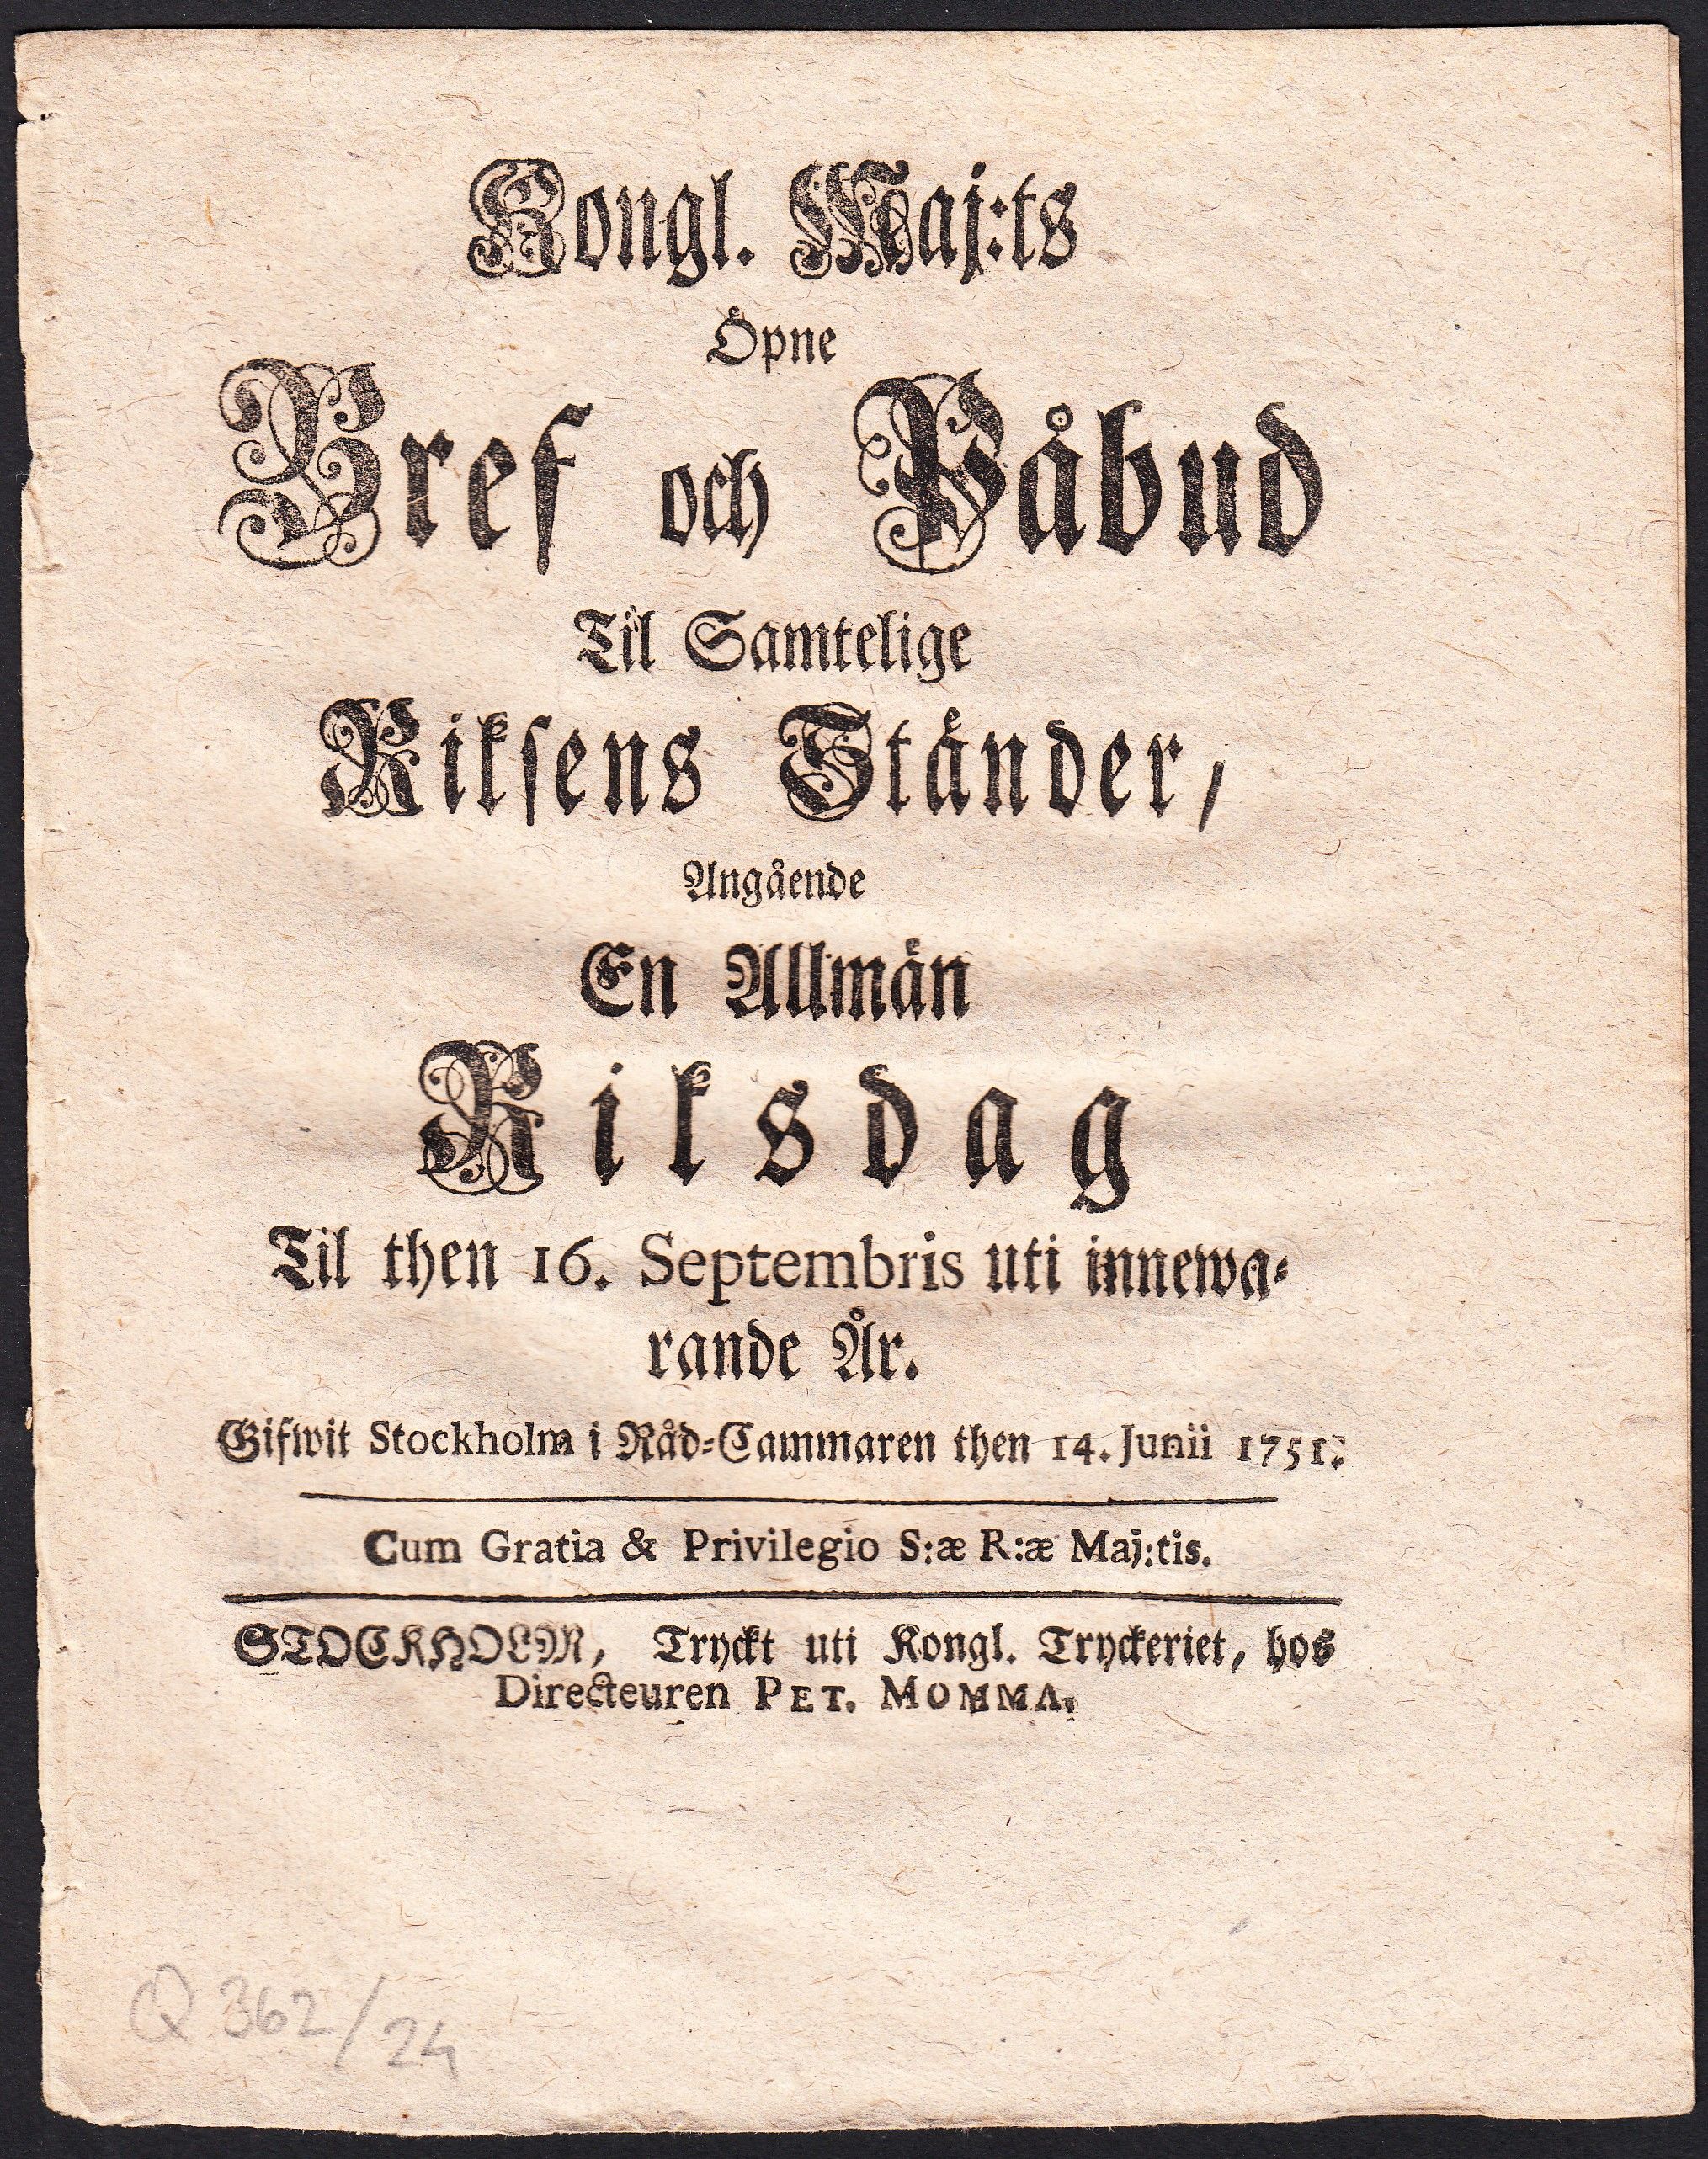 Kongl. Maj:ts
Öpne
Bref och Påbud
Til Samtelige
Riksens Ständer,
Angående
En Allmän
Riksdag
Til then 16. Septembris uti innewa-
rande År.
Gifwit Stockholm i Råd-Cammaren then 14. Junii 1751.
Cum Gratia & Privilegio S:æ R:æ Maj:tis.
STOCKHOLM, Tryckt uti Kongl. Tryckeriet, hos
Directeuren PET. MOMMA.
Q 362/24